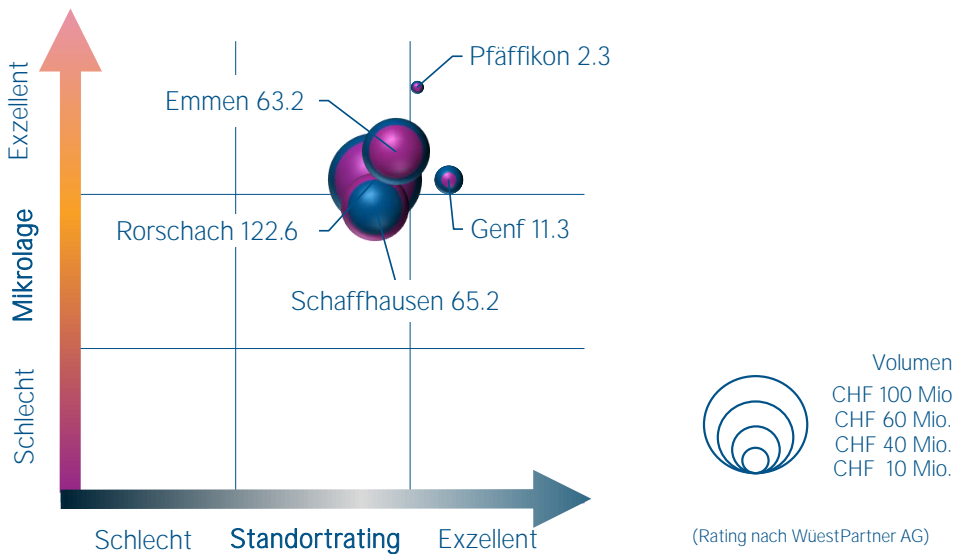 Exzellent
Mikrolage
Schlecht
Pfäffikon 2.3
Emmen 63.2
Genf 11.3
Rorschach 122.6
Schaffhausen 65.2
Schlecht
Standortrating
Exzellent
Volumen
CHF 100 Mio
CHF 60 Mio.
CHF 40 Mio.
CHF 10 Mio.
(Rating nach WüestPartner AG)